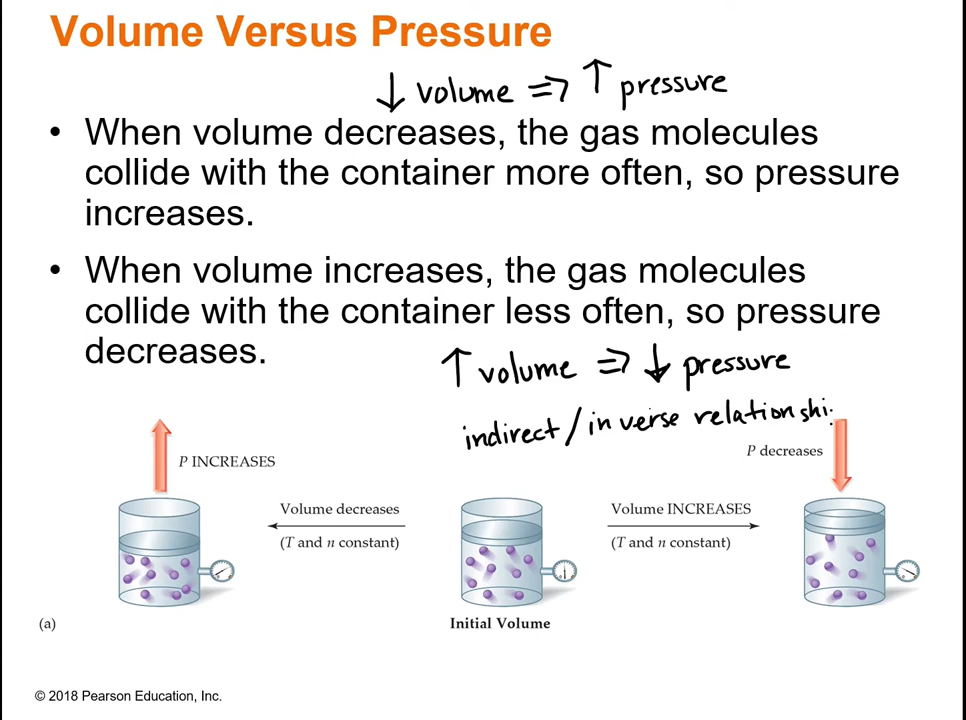 Volume Versus Pressure
↓ volume => ↑ pressure
• When volume decreases, the gas molecules
collide with the container more often, so pressure
increases.
• When volume increases, the gas molecules
collide with the container less often, so pressure
decreases.
↑ volume => ↓ pressure
indirect / inverse relationshi
P INCREASES
P decreases
Volume decreases
(T and n constant)
Volume INCREASES
(T and n constant)
(a)
Initial Volume
© 2018 Pearson Education, Inc.